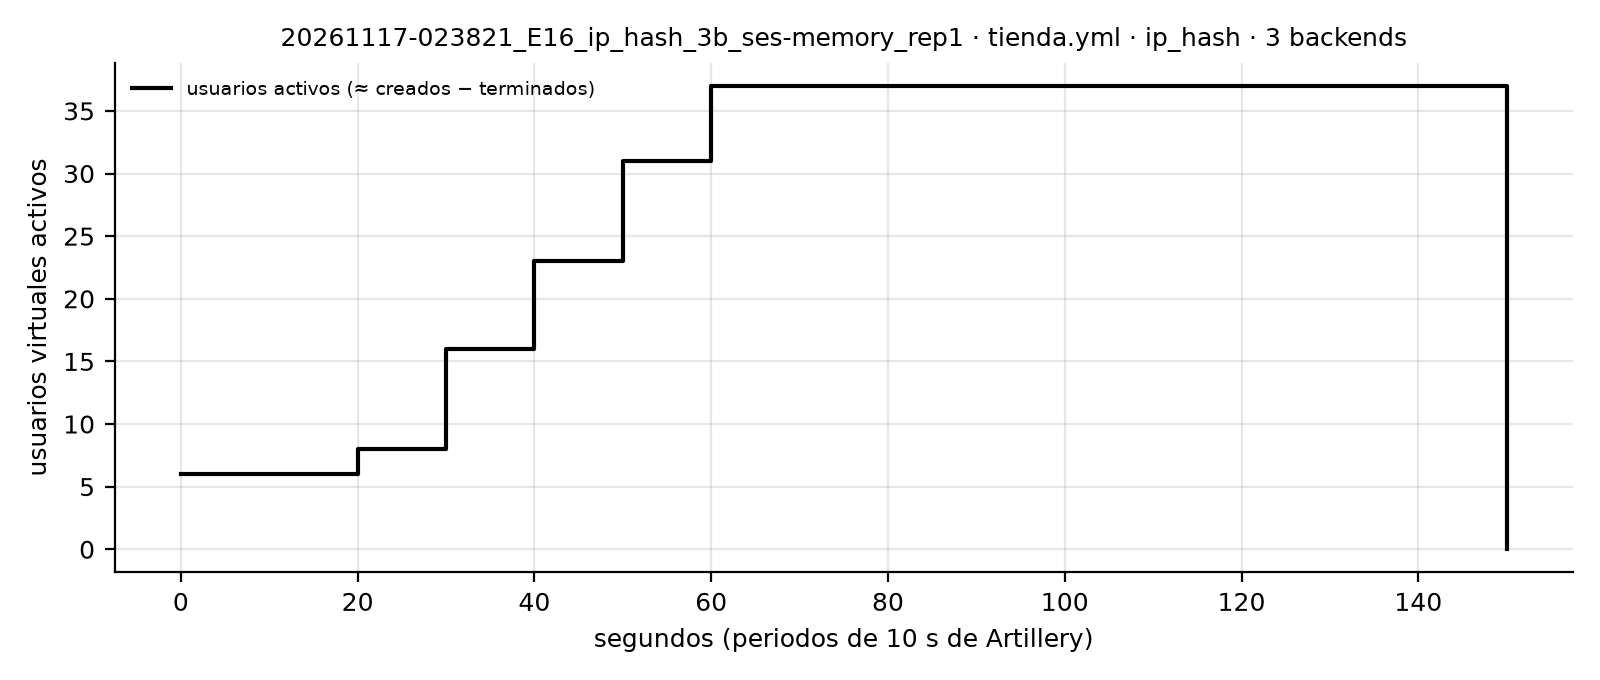 20261117-023821_E16_ip_hash_3b_ses-memory_rep1 · tienda.yml · ip_hash · 3 backends
usuarios activos (≈ creados − terminados)
usuarios virtuales activos
35
30
25
20
15
10
5
0
0 20 40 60 80 100 120 140
segundos (periodos de 10 s de Artillery)